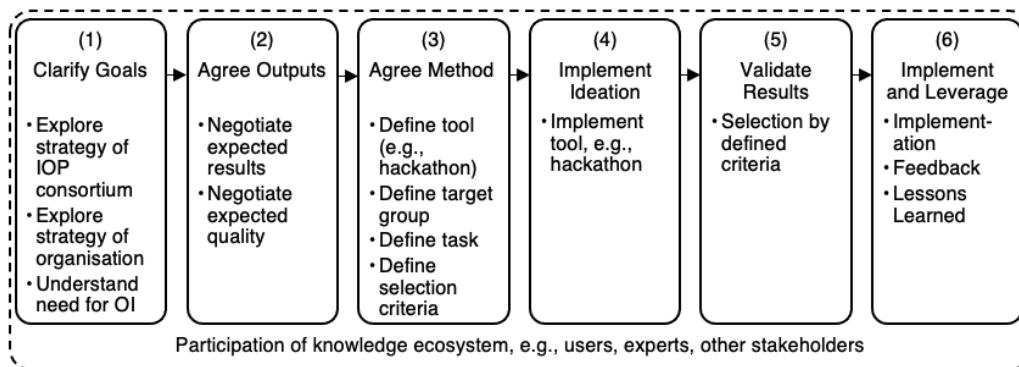 (1)
Clarify Goals
• Explore
strategy of
IOP
consortium
• Explore
strategy of
organisation
• Understand
need for OI
(2)
Agree Outputs
• Negotiate
expected
results
• Negotiate
expected
quality
(3)
Agree Method
• Define tool
(e.g.,
hackathon)
• Define target
group
• Define task
• Define
selection
criteria
(4)
Implement
Ideation
• Implement
tool, e.g.,
hackathon
(5)
Validate
Results
• Selection by
defined
criteria
(6)
Implement
and Leverage
• Implement-
ation
• Feedback
• Lessons
Learned
Participation of knowledge ecosystem, e.g., users, experts, other stakeholders